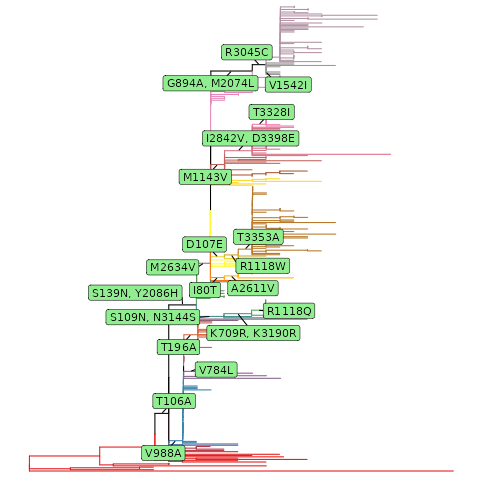 R3045C
G894A, M2074L
V1542I
T3328I
I2842V, D3398E
M1143V
T3353A
D107E
R1118W
M2634V
A2611V
I80T
S139N, Y2086H
R1118Q
S109N, N3144S
K709R, K3190R
T196A
V784L
T106A
V988A